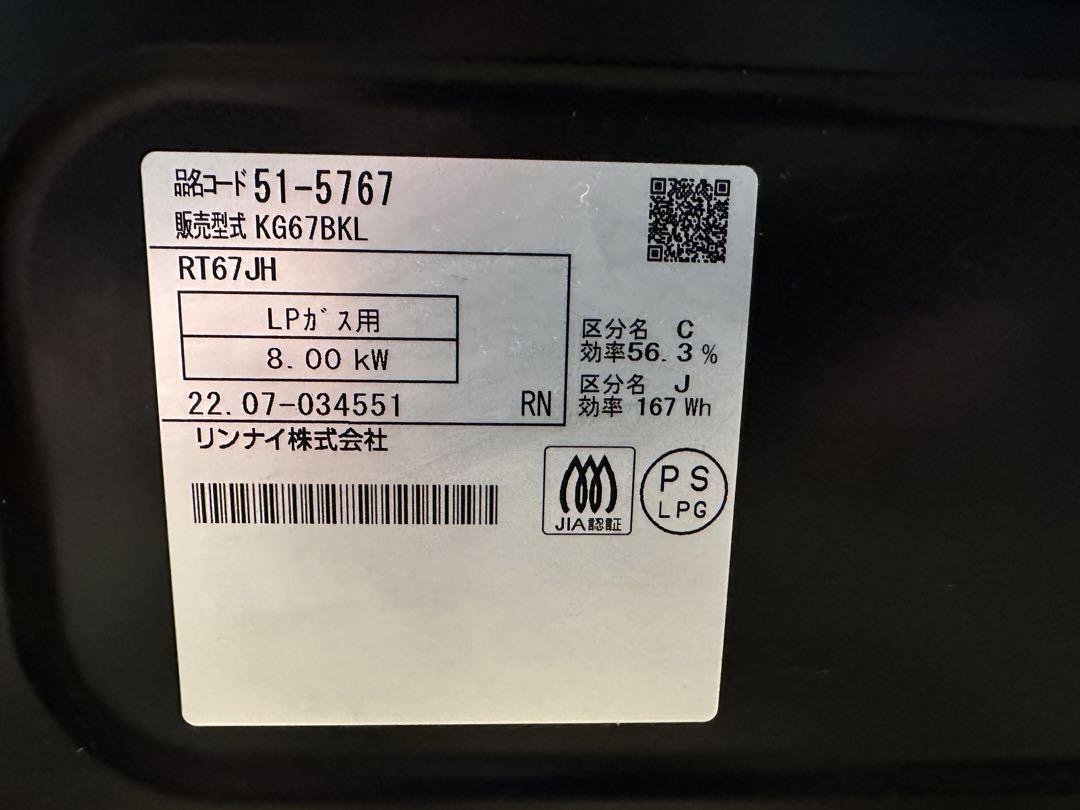 品名コード 51-5767
販売型式 KG67BKL
RT67JH
LPガス用
8.00 kW
22.07-034551 RN
リンナイ株式会社
区分名 C
効率56.3 %
区分名 J
効率 167 Wh
JIA認証
PS
LPG